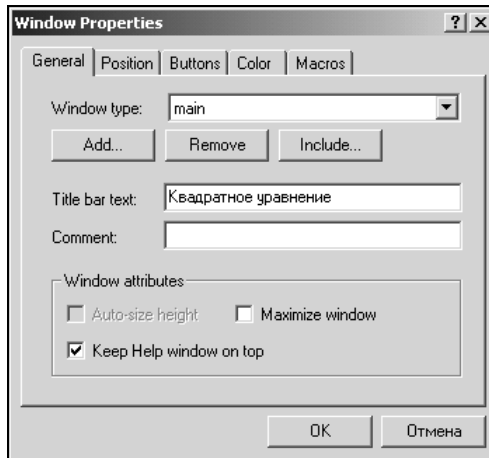 Window Properties
General Position Buttons Color Macros
Window type: main
Add... Remove Include...
Title bar text: Квадратное уравнение
Comment:
Window attributes
Auto-size height Maximize window
Keep Help window on top
OK Отмена